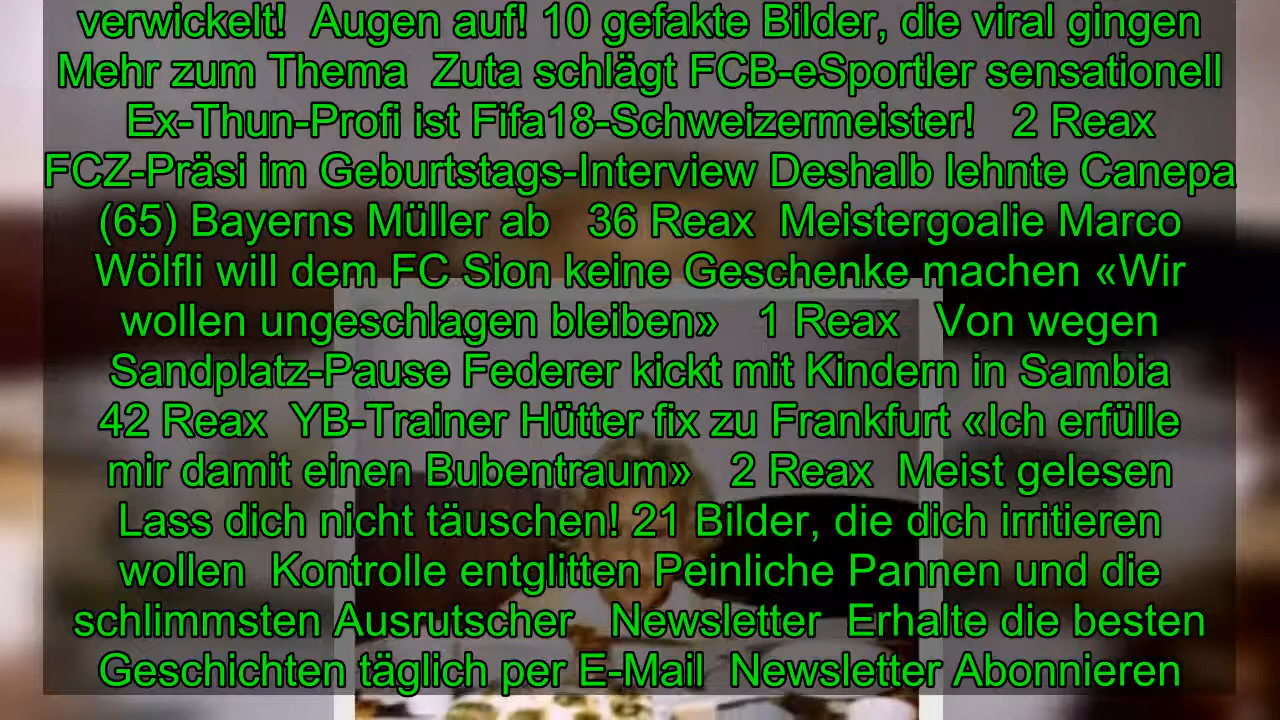 verwickelt! Augen auf! 10 gefakte Bilder, die viral gingen
Mehr zum Thema Zuta schlägt FCB-eSportler sensationell
Ex-Thun-Profi ist Fifa18-Schweizermeister! 2 Reax
FCZ-Präsi im Geburtstags-Interview Deshalb lehnte Canepa
(65) Bayerns Müller ab 36 Reax Meistergoalie Marco
Wölfli will dem FC Sion keine Geschenke machen «Wir
wollen ungeschlagen bleiben» 1 Reax Von wegen
Sandplatz-Pause Federer kickt mit Kindern in Sambia
42 Reax YB-Trainer Hütter fix zu Frankfurt «Ich erfülle
mir damit einen Bubentraum» 2 Reax Meist gelesen
Lass dich nicht täuschen! 21 Bilder, die dich irritieren
wollen Kontrolle entglitten Peinliche Pannen und die
schlimmsten Ausrutscher Newsletter Erhalte die besten
Geschichten täglich per E-Mail Newsletter Abonnieren